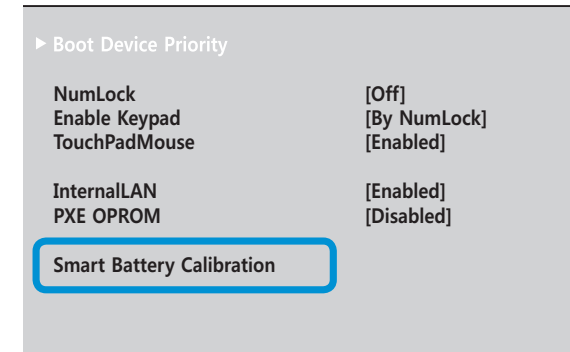 ▶ Boot Device Priority
NumLock [Off]
Enable Keypad [By NumLock]
TouchPadMouse [Enabled]
InternalLAN [Enabled]
PXE OPROM [Disabled]
Smart Battery Calibration